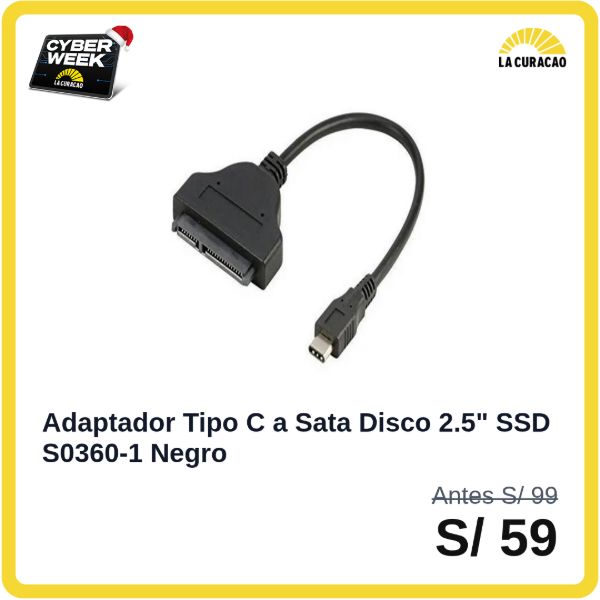 CYBER
WEEK
LA CURACAO
LA CURACAO
Adaptador Tipo C a Sata Disco 2.5" SSD
S0360-1 Negro
Antes S/ 99
S/ 59